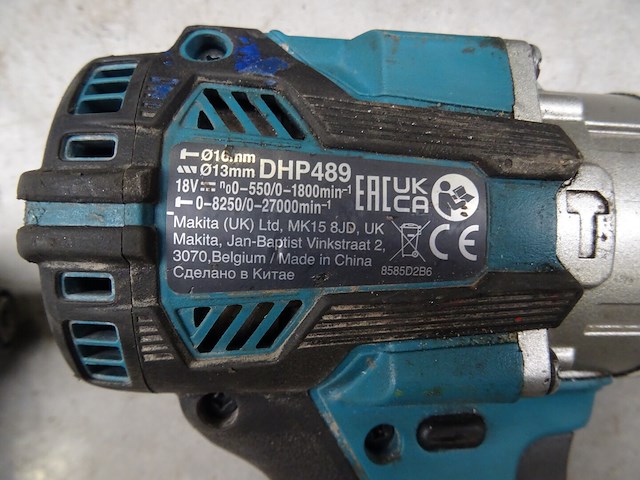 Ø16mm
Ø13mm DHP489
18V n₀0-550/0-1800min⁻¹
0-8250/0-27000min⁻¹
EAC UK CA
Makita (UK) Ltd, MK15 8JD, UK
Makita, Jan-Baptist Vinkstraat 2,
3070,Belgium / Made in China
Сделано в Китае
8585D2B6
CE